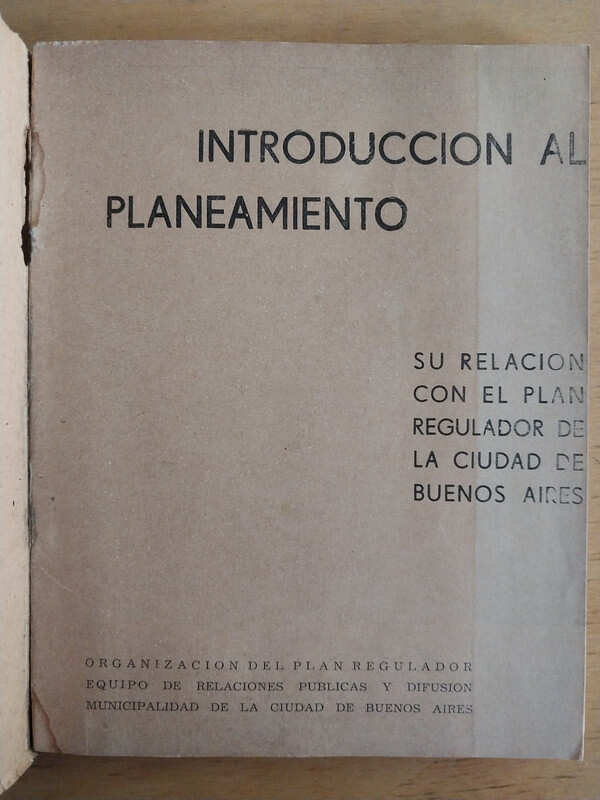 INTRODUCCION AL
PLANEAMIENTO
SU RELACION
CON EL PLAN
REGULADOR DE
LA CIUDAD DE
BUENOS AIRES
ORGANIZACION DEL PLAN REGULADOR
EQUIPO DE RELACIONES PUBLICAS Y DIFUSION
MUNICIPALIDAD DE LA CIUDAD DE BUENOS AIRES